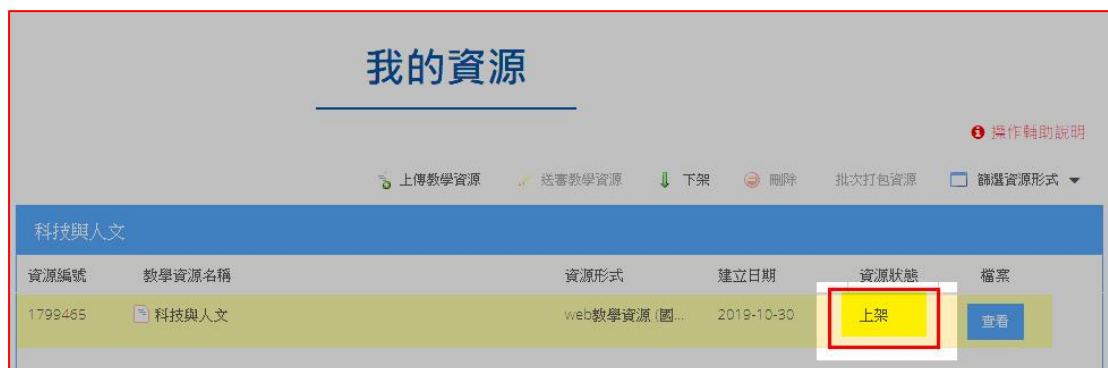 我的資源
操作輔助說明
上傳教學資源 送審教學資源 下架 刪除 批次打包資源 篩選資源形式
科技與人文
資源編號 教學資源名稱 資源形式 建立日期 資源狀態 檔案
1799465 科技與人文 web教學資源 (國... 2019-10-30 上架 查看